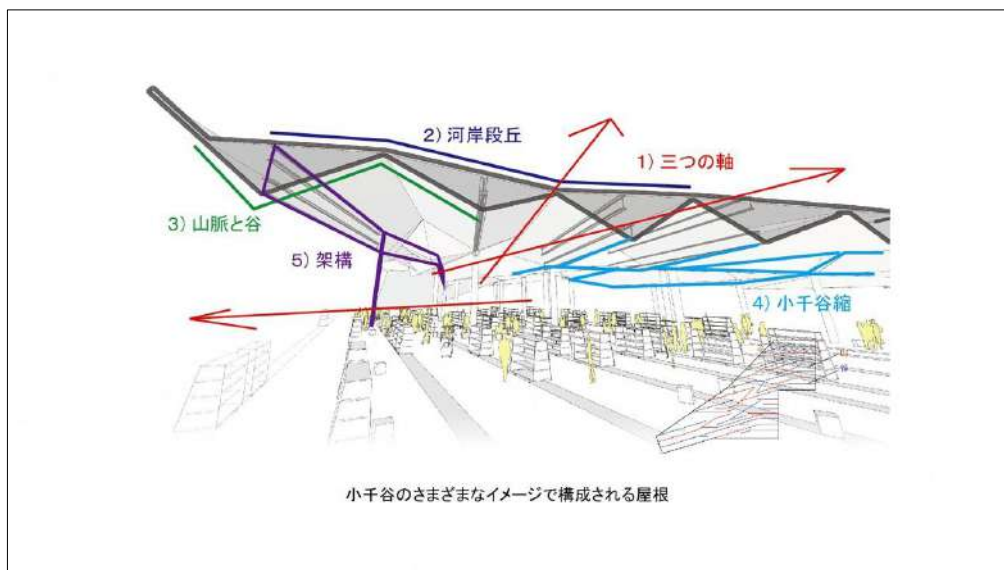 2) 河岸段丘
1) 三つの軸
3) 山脈と谷
5) 架構
4) 小千谷縮
小千谷のさまざまなイメージで構成される屋根